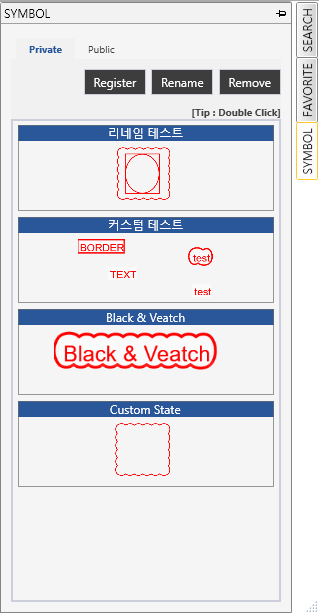 SYMBOL
Private
Public
Register
Rename
Remove
[Tip : Double Click]
리네임 테스트
커스텀 테스트
BORDER
test
TEXT
test
Black & Veatch
Black & Veatch
Custom State
SEARCH
FAVORITE
SYMBOL